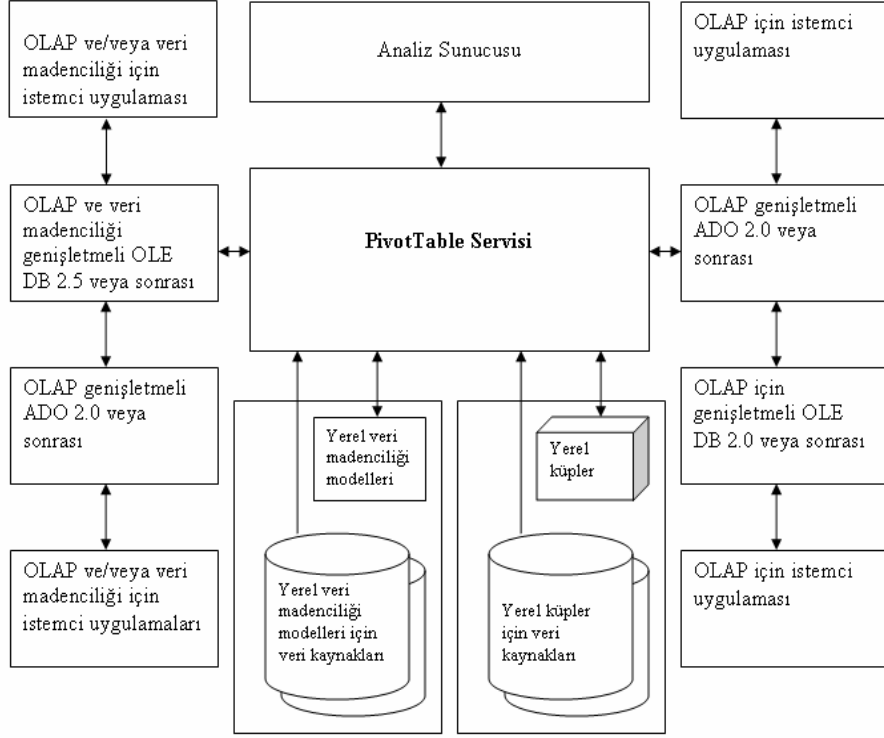 OLAP ve/veya veri
madenciliği için
istemci uygulaması
Analiz Sunucusu
OLAP için istemci
uygulaması
OLAP ve veri
madenciliği
genişletmeli OLE
DB 2.5 veya sonrası
PivotTable Servisi
OLAP genişletmeli
ADO 2.0 veya
sonrası
OLAP genişletmeli
ADO 2.0 veya
sonrası
Yerel veri
madenciliği
modelleri
Yerel
küpler
OLAP için
genişletmeli OLE
DB 2.0 veya sonrası
OLAP ve/veya veri
madenciliği için
istemci uygulamaları
Yerel veri
madenciliği
modelleri için
veri kaynakları
Yerel küpler
için veri
kaynakları
OLAP için istemci
uygulaması